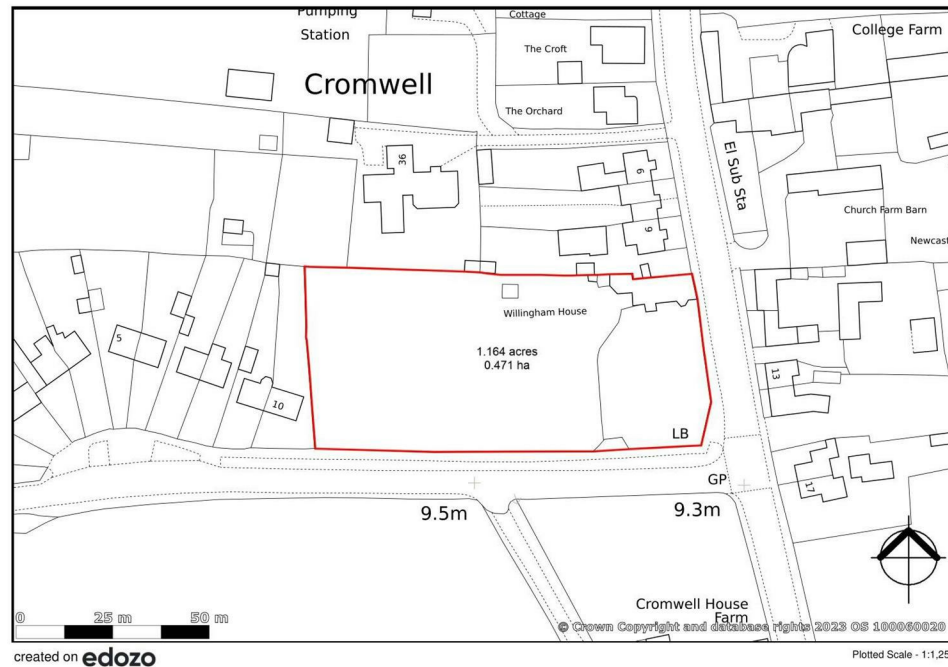 Pumping
Station
Cottage
The Croft
College Farm
Cromwell
The Orchard
El Sub Sta
36
6
9
Church Farm Barn
Newcast
Willingham House
1.164 acres
0.471 ha
5
10
13
LB
GP
17
9.5m
9.3m
Cromwell House
Farm
0 25 m 50 m
© Crown Copyright and database rights 2023 OS 100060020
created on edozo
Plotted Scale - 1:1,25